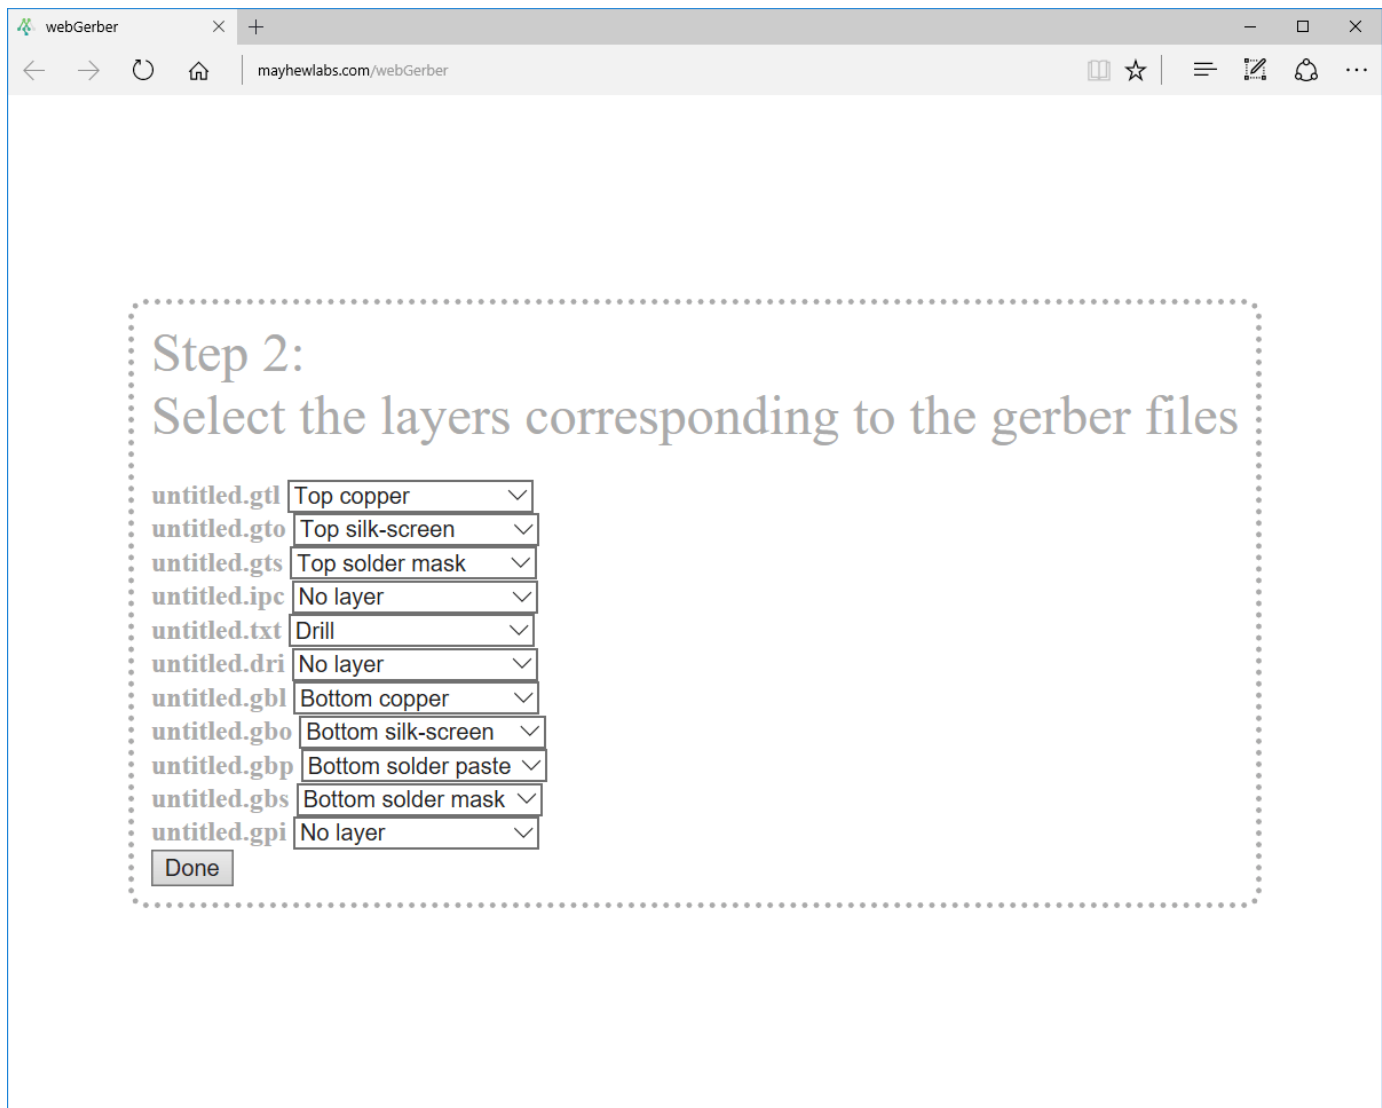 webGerber
mayhewlabs.com/webGerber
Step 2:
Select the layers corresponding to the gerber files
untitled.gtl Top copper
untitled.gto Top silk-screen
untitled.gts Top solder mask
untitled.ipc No layer
untitled.txt Drill
untitled.dri No layer
untitled.gbl Bottom copper
untitled.gbo Bottom silk-screen
untitled.gbp Bottom solder paste
untitled.gbs Bottom solder mask
untitled.gpi No layer
Done